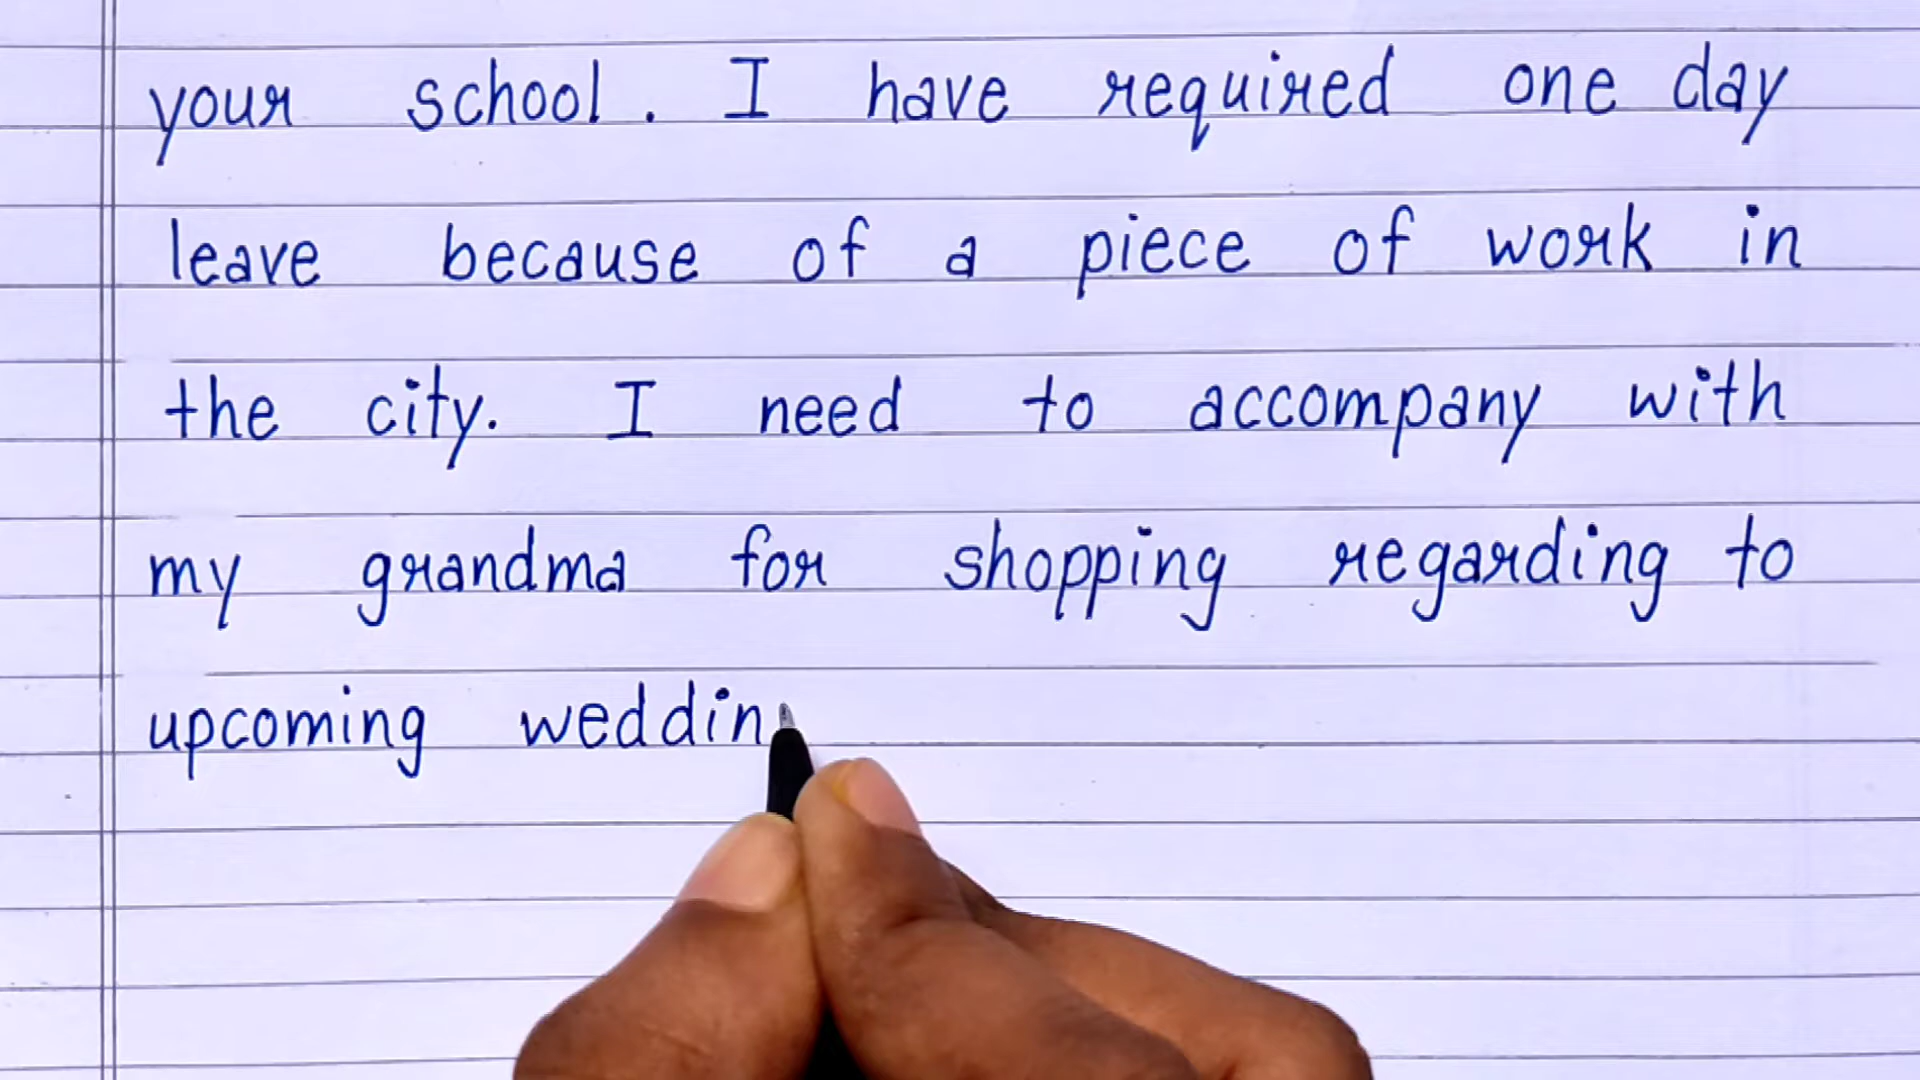 your school. I have required one day
leave because of a piece of work in
the city. I need to accompany with
my grandma for shopping regarding to
upcoming weddin